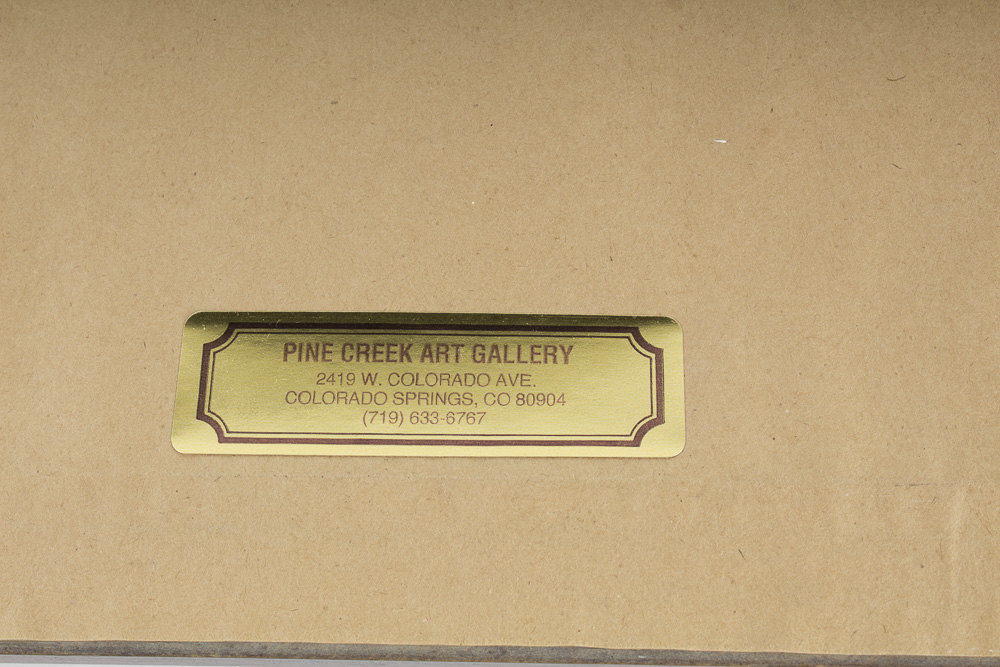 PINE CREEK ART GALLERY
2419 W. COLORADO AVE.
COLORADO SPRINGS, CO 80904
(719) 633-6767